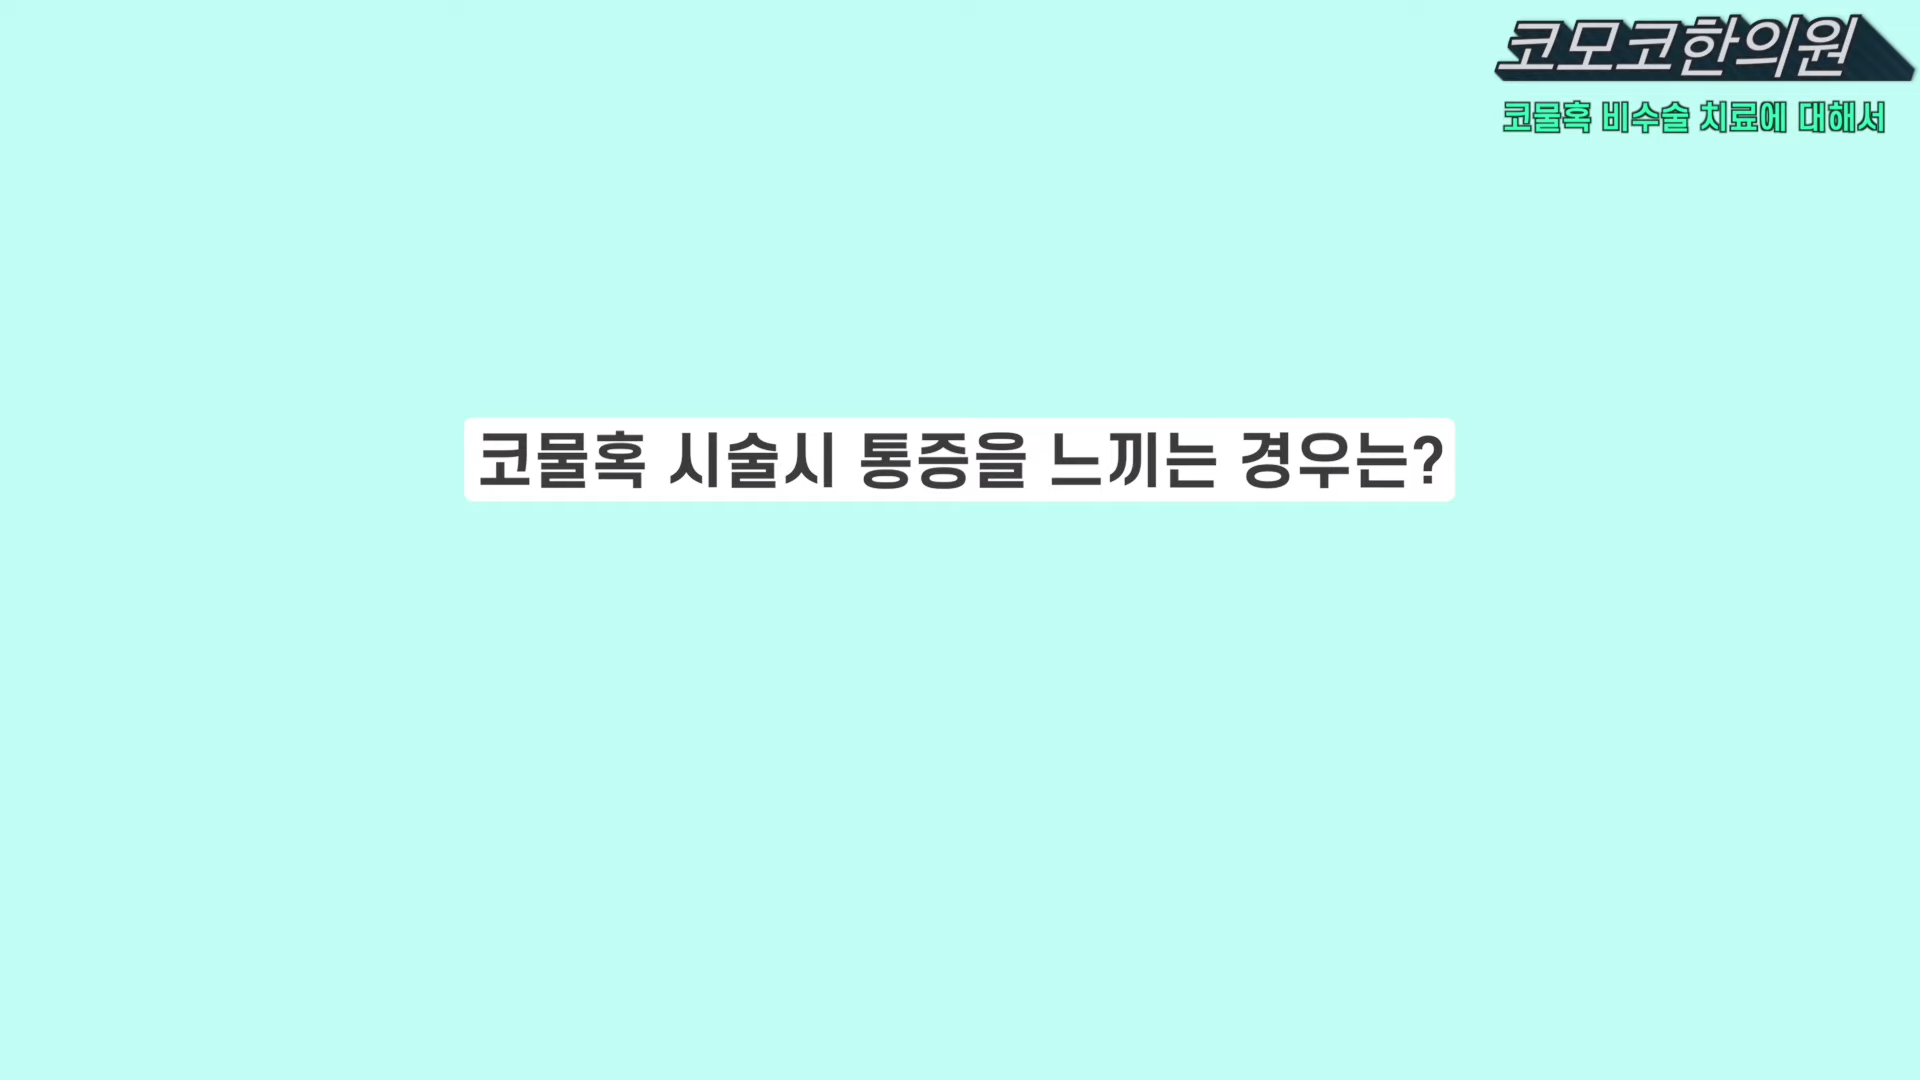 코모코한의원
코물혹 비수술 치료에 대해서
코물혹 시술시 통증을 느끼는 경우는?